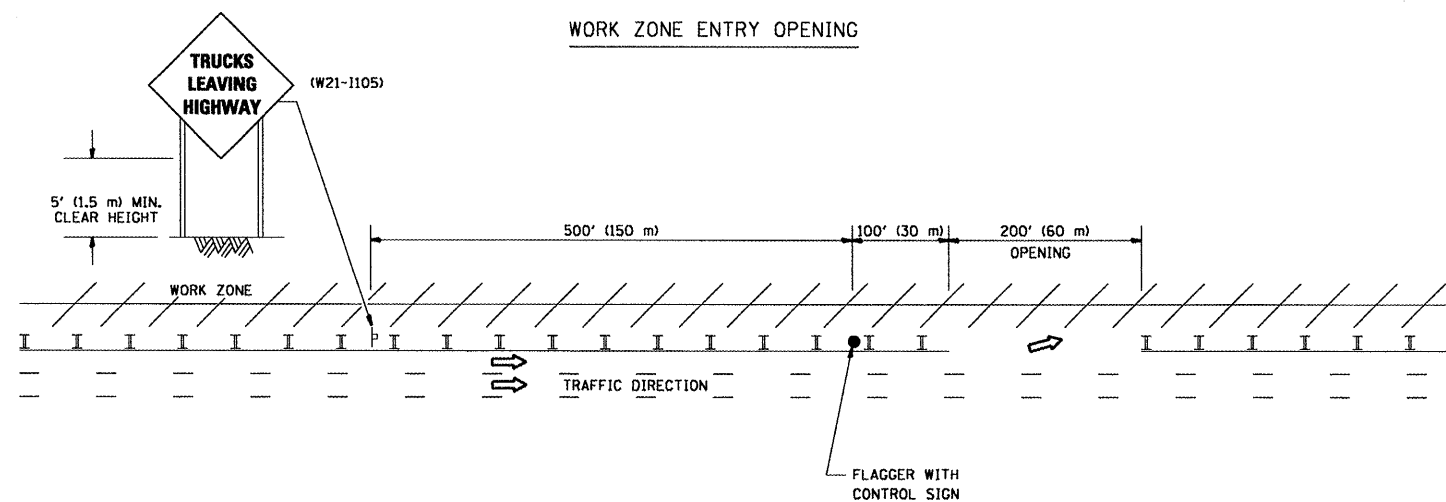 WORK ZONE ENTRY OPENING
TRUCKS
LEAVING
HIGHWAY
(W21-I105)
5' (1.5 m) MIN.
CLEAR HEIGHT
500' (150 m)
100' (30 m)
200' (60 m)
OPENING
WORK ZONE
TRAFFIC DIRECTION
FLAGGER WITH
CONTROL SIGN